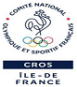 COMITÉ NATIONAL
OLYMPIQUE ET SPORTIF FRANÇAIS
CROS
ÎLE-DE
FRANCE